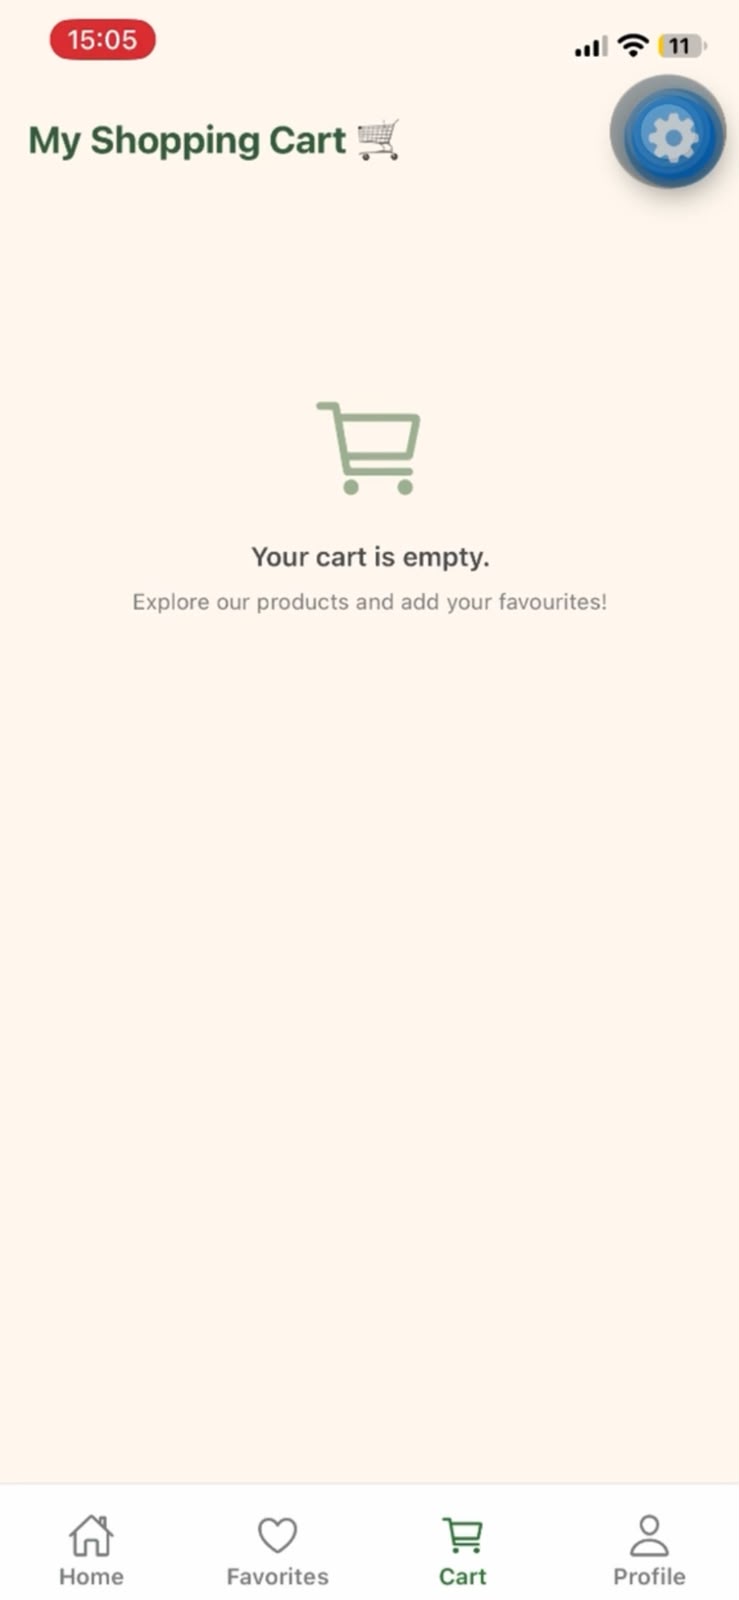 15:05
11
My Shopping Cart
Your cart is empty.
Explore our products and add your favourites!
Home
Favorites
Cart
Profile